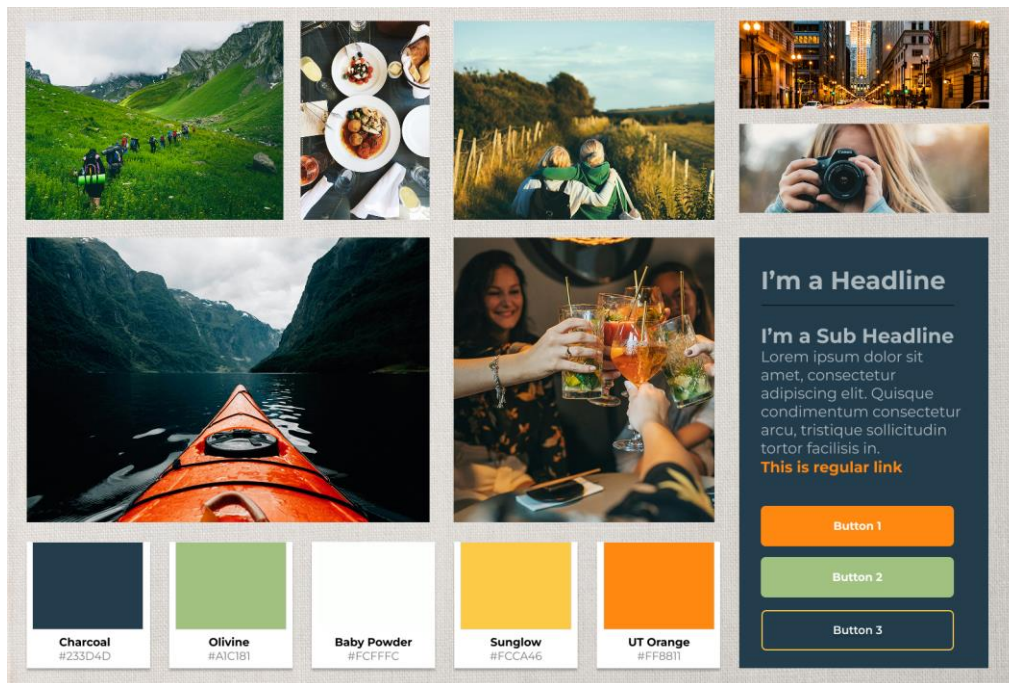 Canon
I'm a Headline
I'm a Sub Headline
Lorem ipsum dolor sit
amet, consectetur
adipiscing elit. Quisque
condimentum consectetur
arcu, tristique sollicitudin
tortor facilisis in.
This is regular link
Button 1
Button 2
Button 3
Charcoal
#233D4D
Olivine
#A1C181
Baby Powder
#FCFFFC
Sunglow
#FCCA46
UT Orange
#FF8811